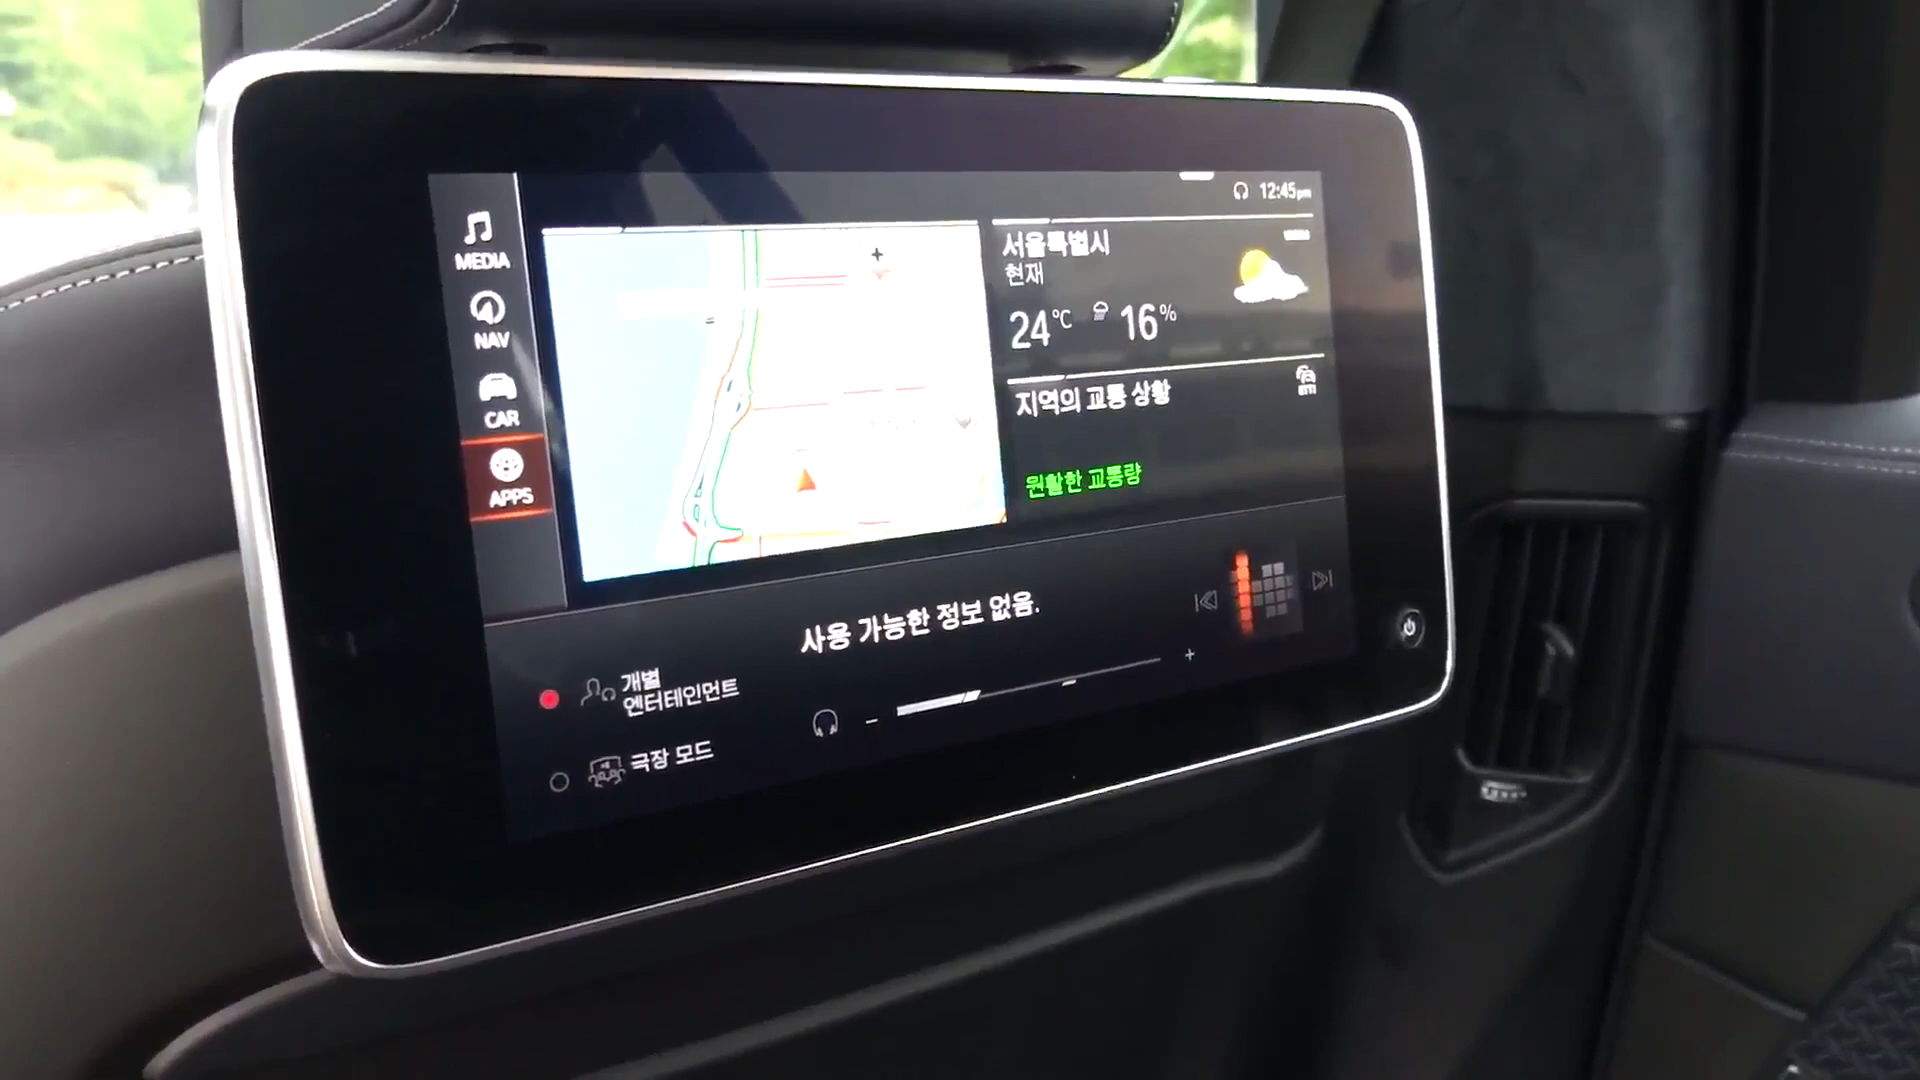 12:45pm
MEDIA
NAV
CAR
APPS
서울특별시
현재
24°C 16%
지역의 교통 상황
원활한 교통량
사용 가능한 정보 없음.
개별
엔터테인먼트
- +
극장 모드